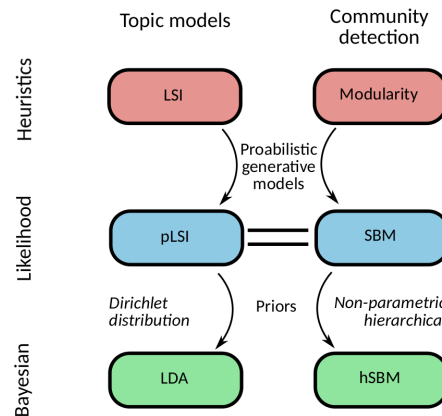 Topic models
Community
detection
Heuristics
LSI
Modularity
Proabilistic
generative
models
Likelihood
pLSI
SBM
Dirichlet
distribution
Priors
Non-parametric
hierarchica
Bayesian
LDA
hSBM